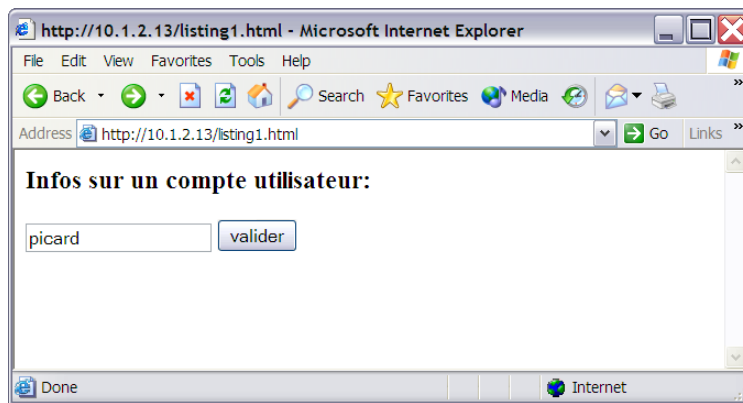 http://10.1.2.13/listing1.html - Microsoft Internet Explorer
File Edit View Favorites Tools Help
Back Search Favorites Media
Address http://10.1.2.13/listing1.html Go Links
Infos sur un compte utilisateur:
picard valider
Done Internet